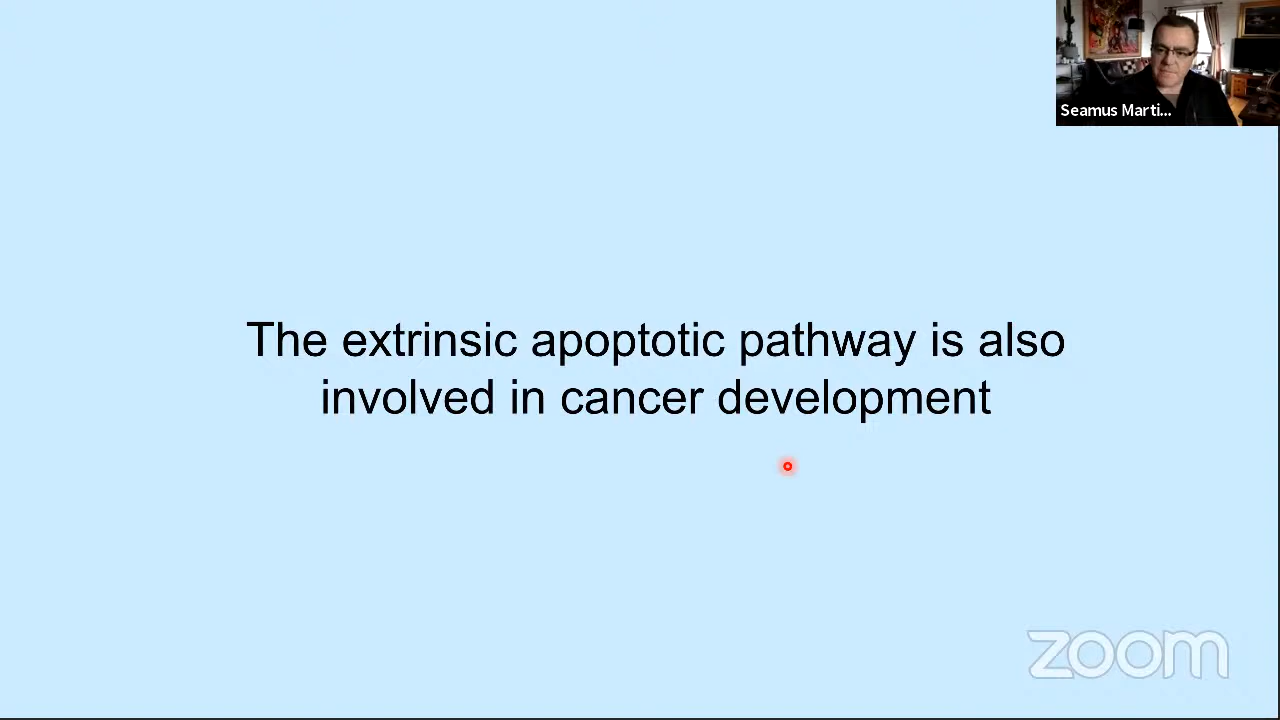 Seamus Marti...
The extrinsic apoptotic pathway is also
involved in cancer development
zoom